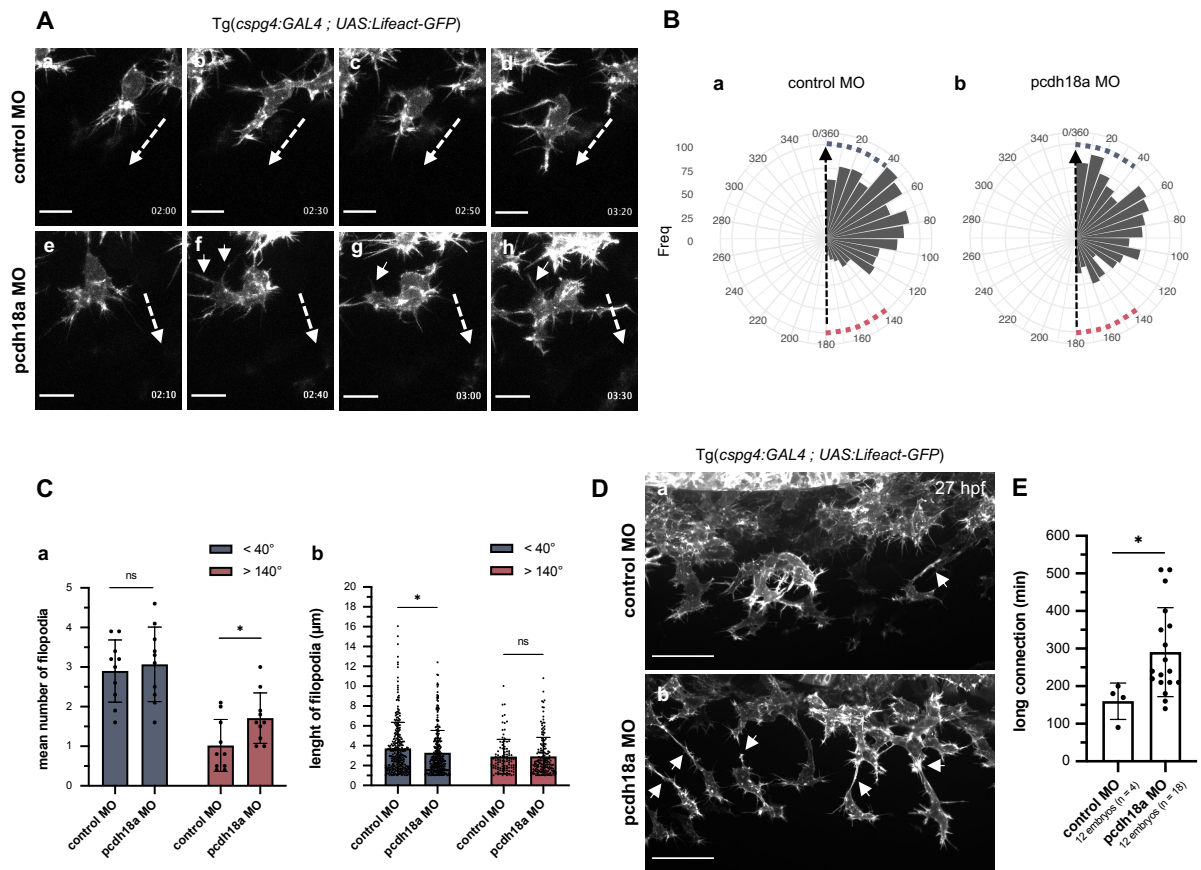 A
Tg(cspg4:GAL4 ; UAS:Lifeact-GFP)
control MO
a
02:00
b
02:30
c
02:50
d
03:20
pcdh18a MO
e
02:10
f
02:40
g
03:00
h
03:30
B
a
control MO
100
75
50
25
0
Freq
0/360
20
40
60
80
100
120
140
160
180
200
220
240
260
280
300
320
340
b
pcdh18a MO
0/360
20
40
60
80
100
120
140
160
180
200
220
240
260
280
300
320
340
C
a
< 40°
> 140°
mean number of filopodia
5
4
3
2
1
0
ns
*
control MO
pcdh18a MO
control MO
pcdh18a MO
b
< 40°
> 140°
lenght of filopodia (µm)
20
18
16
14
12
10
8
6
4
2
0
*
ns
control MO
pcdh18a MO
control MO
pcdh18a MO
D
Tg(cspg4:GAL4 ; UAS:Lifeact-GFP)
control MO
a
27 hpf
pcdh18a MO
b
E
long connection (min)
600
500
400
300
200
100
0
*
control MO
12 embryos (n = 4)
pcdh18a MO
12 embryos (n = 18)